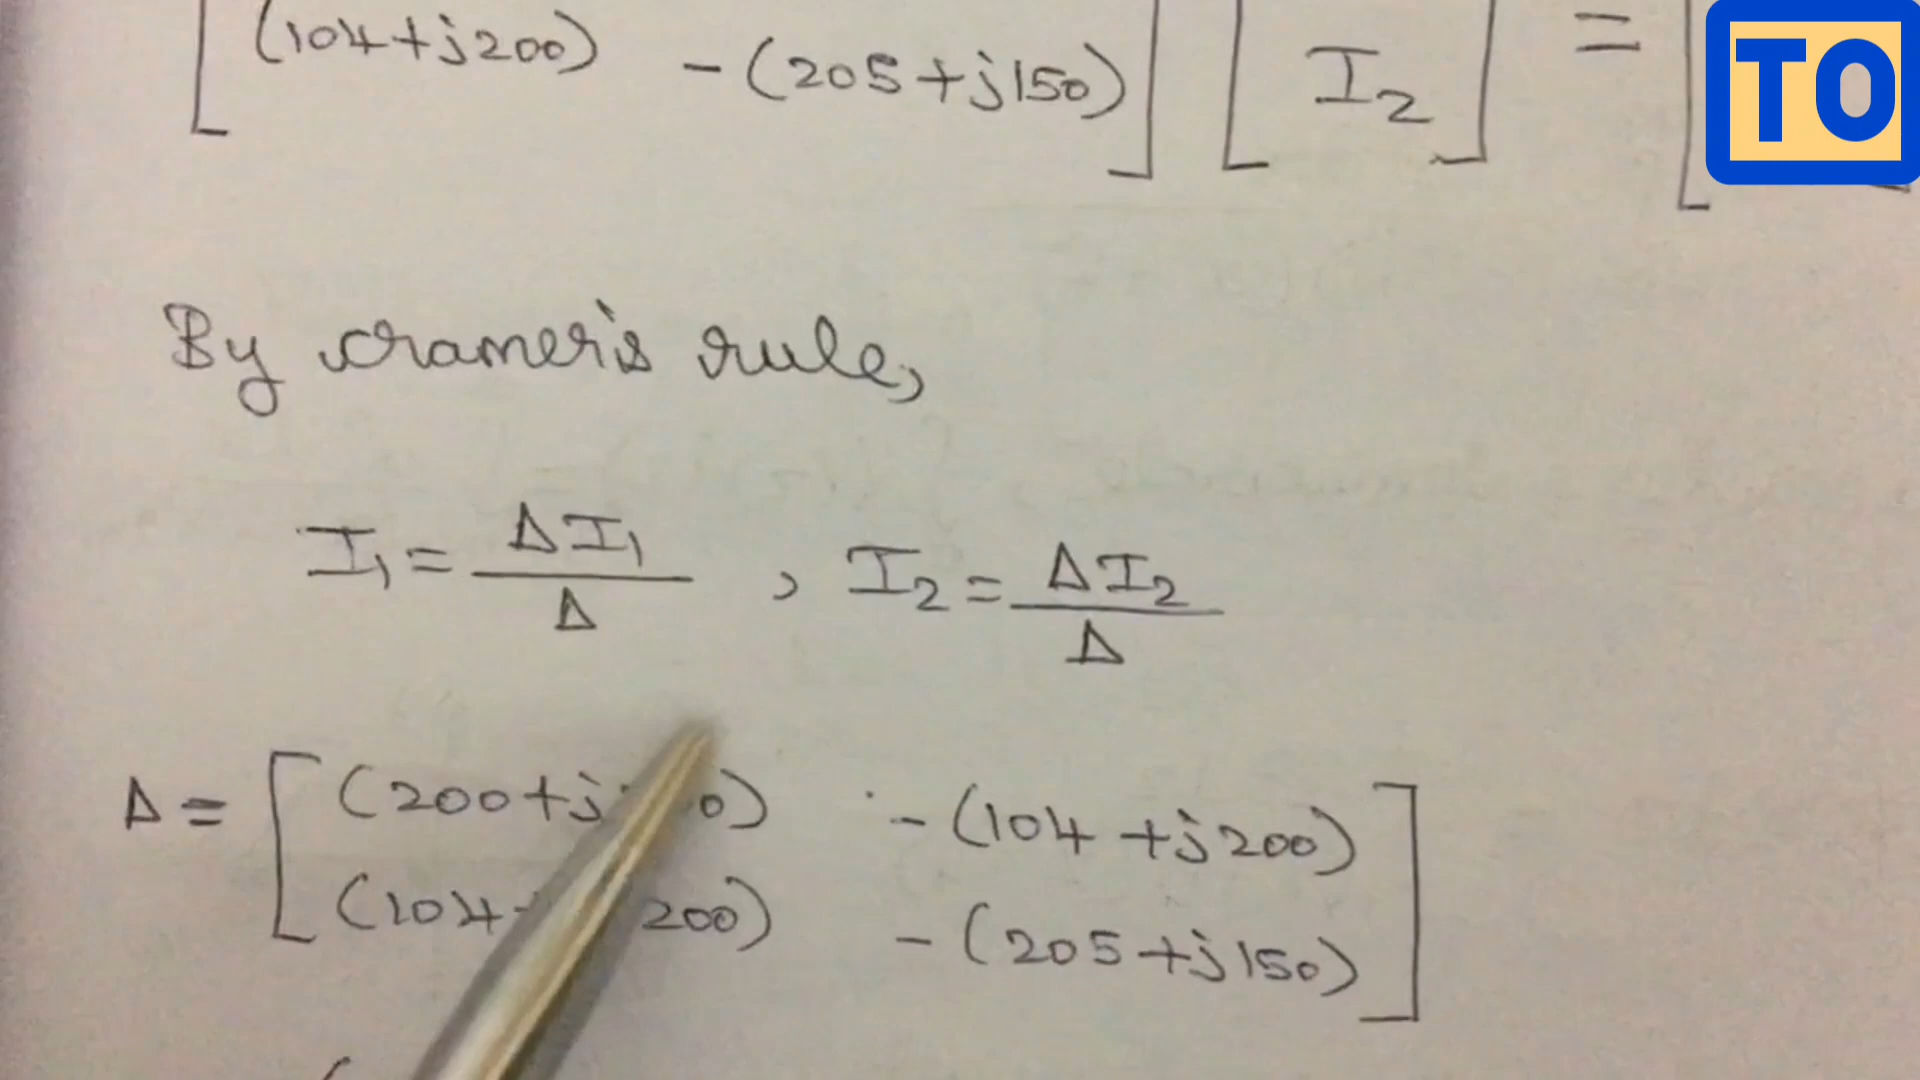 (104+j200) -(205+j150) I₂ =
TO
By cramer's rule,
I₁ = ΔI₁/Δ , I₂ = ΔI₂/Δ
Δ = [(200+j 0) -(104+j200)
(104+ 200) -(205+j150)]